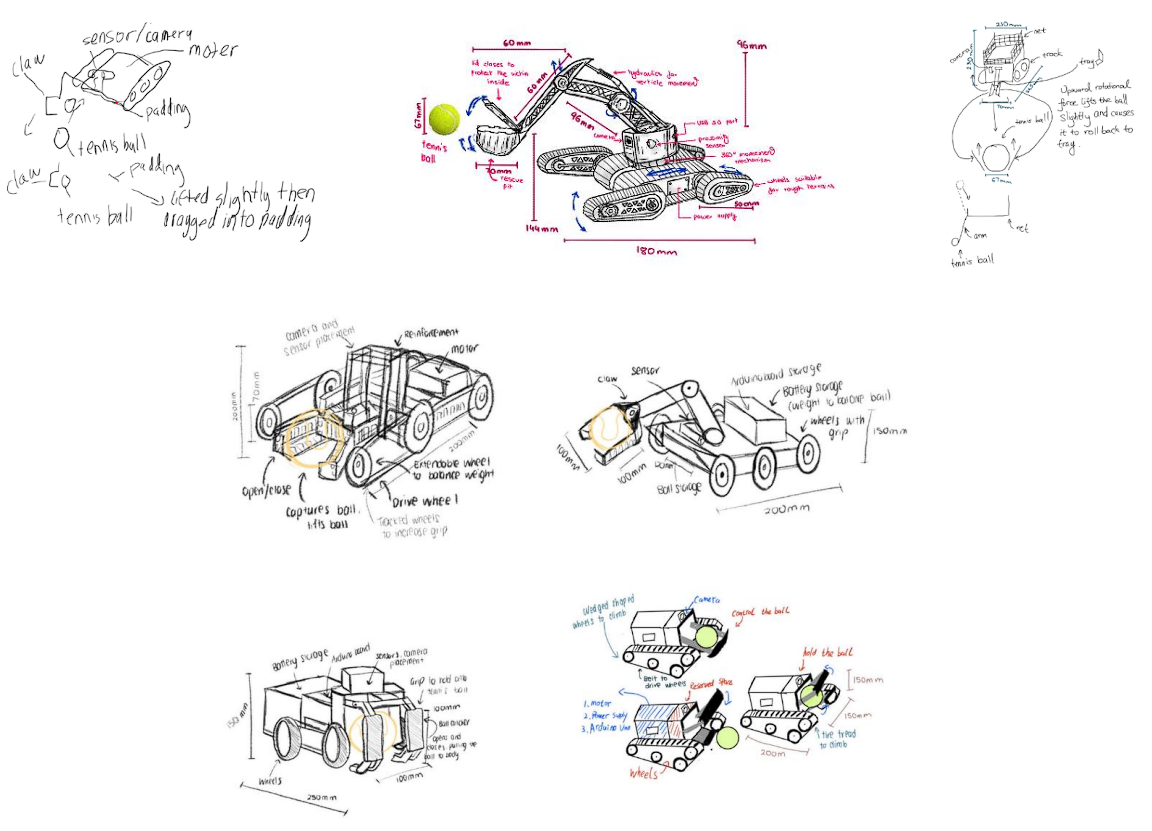 sensor/camera
claw
moter
padding
tennis ball
claw
padding
lifted slightly then
dragged into padding
tennis ball
60mm
lid closes to
protect the victim
inside
60mm
hydraulics for
verticle movement
96mm
67mm
tennis
ball
96mm
camera
USB 3.0 port
proximity
sensor
360° movement
mechanism
70mm
rescue
pit
wheels suitable
for rough terrains
50mm
power supply
144mm
180mm
250mm
net
camera
230mm
track
tray
70mm
Upward rotational
force lifts the ball
slightly and causes
it to roll back to
tray.
tennis ball
67mm
arm
net
tennis ball
camera and
sensor placement
Reinforcement
motor
200mm
70mm
200mm
open/close
captures ball,
lifts ball
Extendable wheel
to balance weight
Drive wheel
Tracked wheels
to increase grip
claw
sensor
Arduino board storage
Battery storage
(weight to balance ball)
wheels with
grip
150mm
100mm
100mm
Ball storage
200mm
Battery storage
Arduino board
sensors, camera
placement
Grip to hold onto
tennis ball
100mm
opens and
closes, pulling up
ball to body
150mm
wheels
100mm
250mm
Wedged shaped
wheels to climb
Camera
Control the ball
Belt to
drive wheels
1. motor
2. Power supply
3. Arduino Uno
Reserved Space
Wheels
hold the ball
150mm
150mm
tire tread
to climb
200m